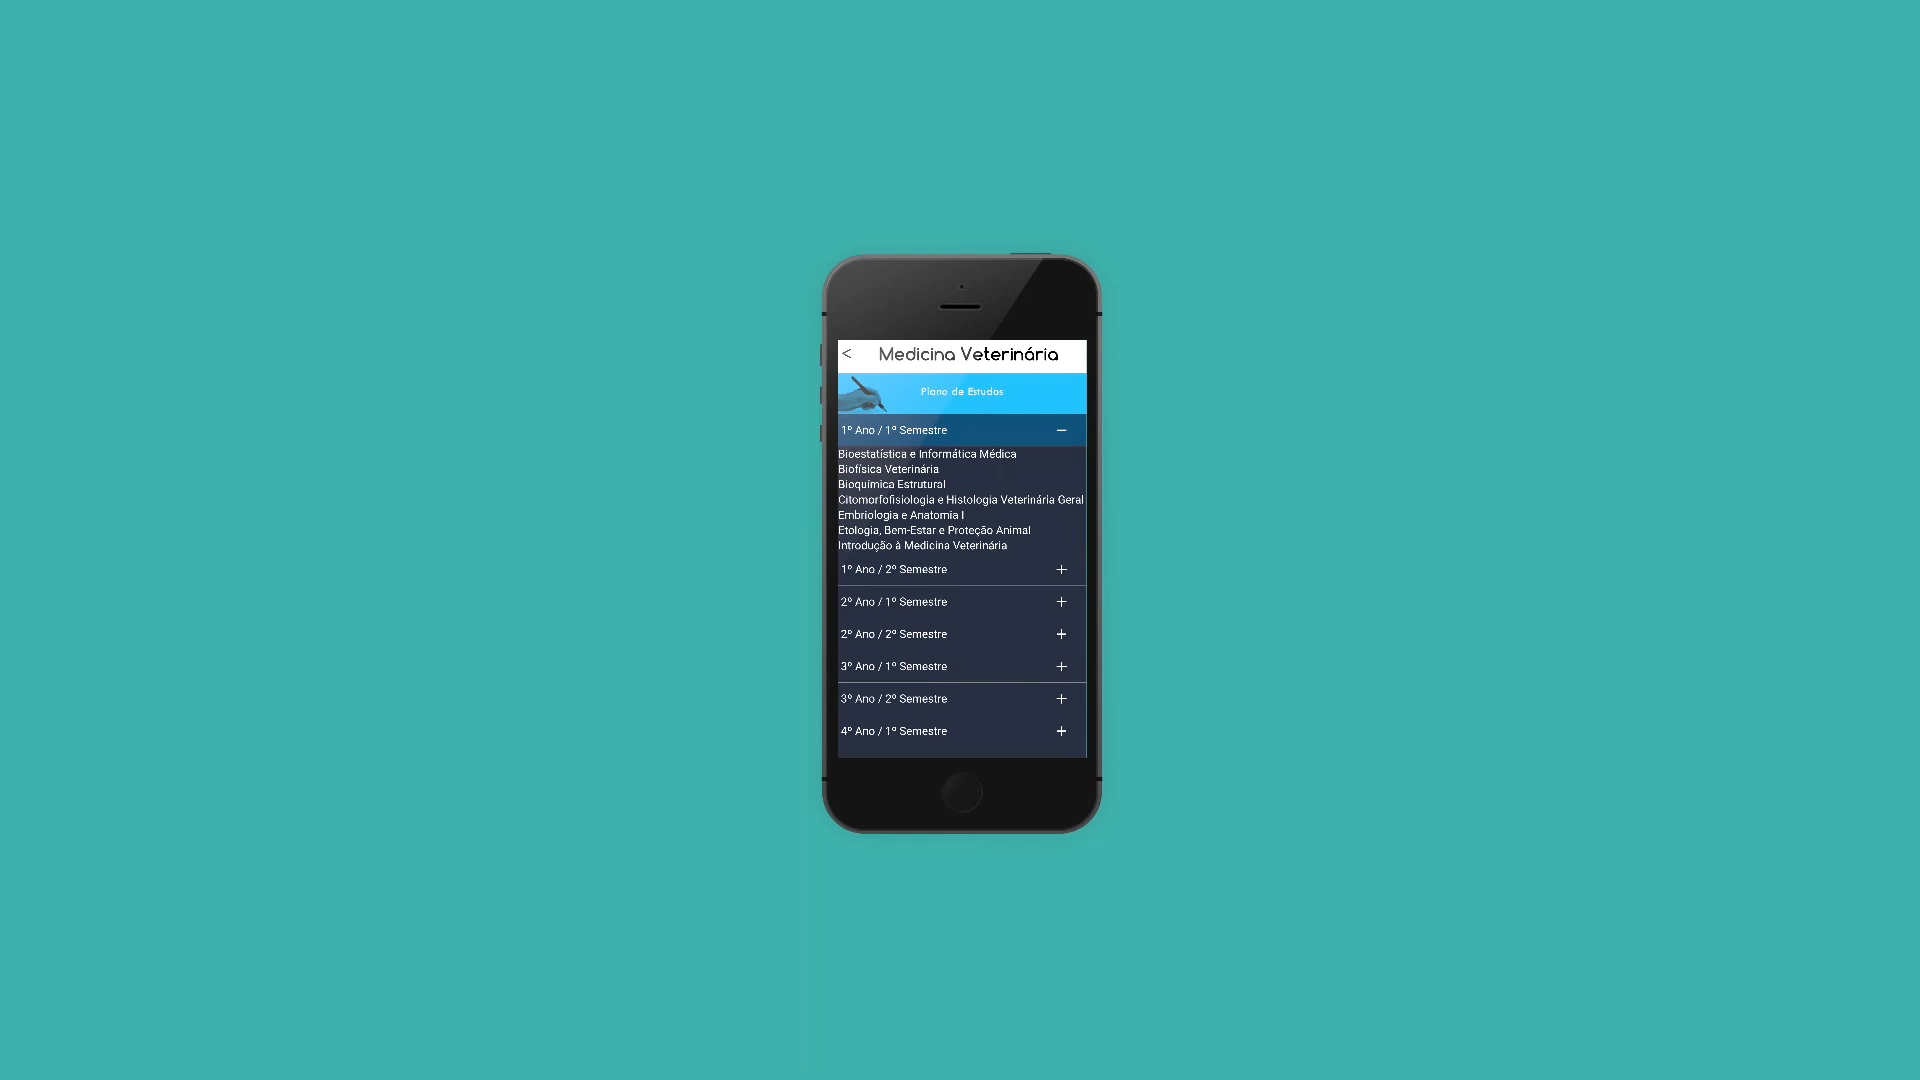 < Medicina Veterinária
Plano de Estudos
1º Ano / 1º Semestre −
Bioestatística e Informática Médica
Biofísica Veterinária
Bioquímica Estrutural
Citomorfofisiologia e Histologia Veterinária Geral
Embriologia e Anatomia I
Etologia, Bem-Estar e Proteção Animal
Introdução à Medicina Veterinária
1º Ano / 2º Semestre +
2º Ano / 1º Semestre +
2º Ano / 2º Semestre +
3º Ano / 1º Semestre +
3º Ano / 2º Semestre +
4º Ano / 1º Semestre +